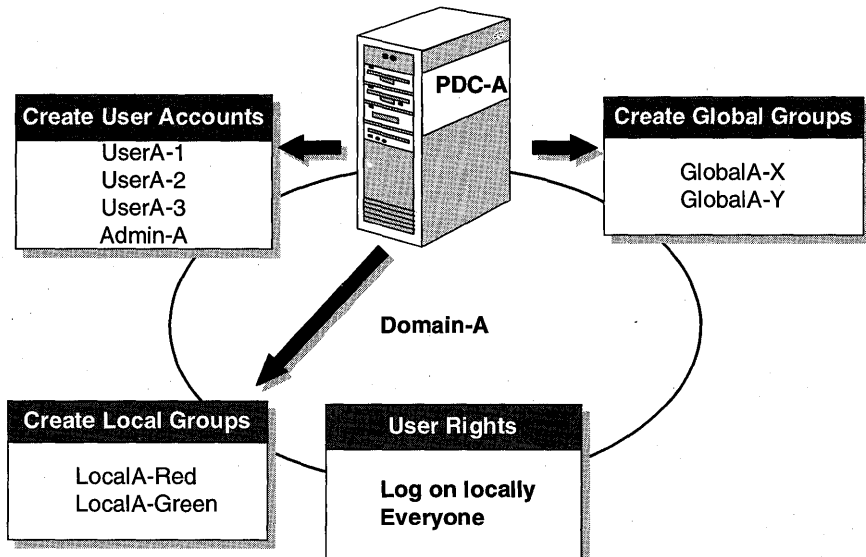 PDC-A
Create User Accounts
UserA-1
UserA-2
UserA-3
Admin-A
Create Global Groups
GlobalA-X
GlobalA-Y
Domain-A
Create Local Groups
LocalA-Red
LocalA-Green
User Rights
Log on locally
Everyone